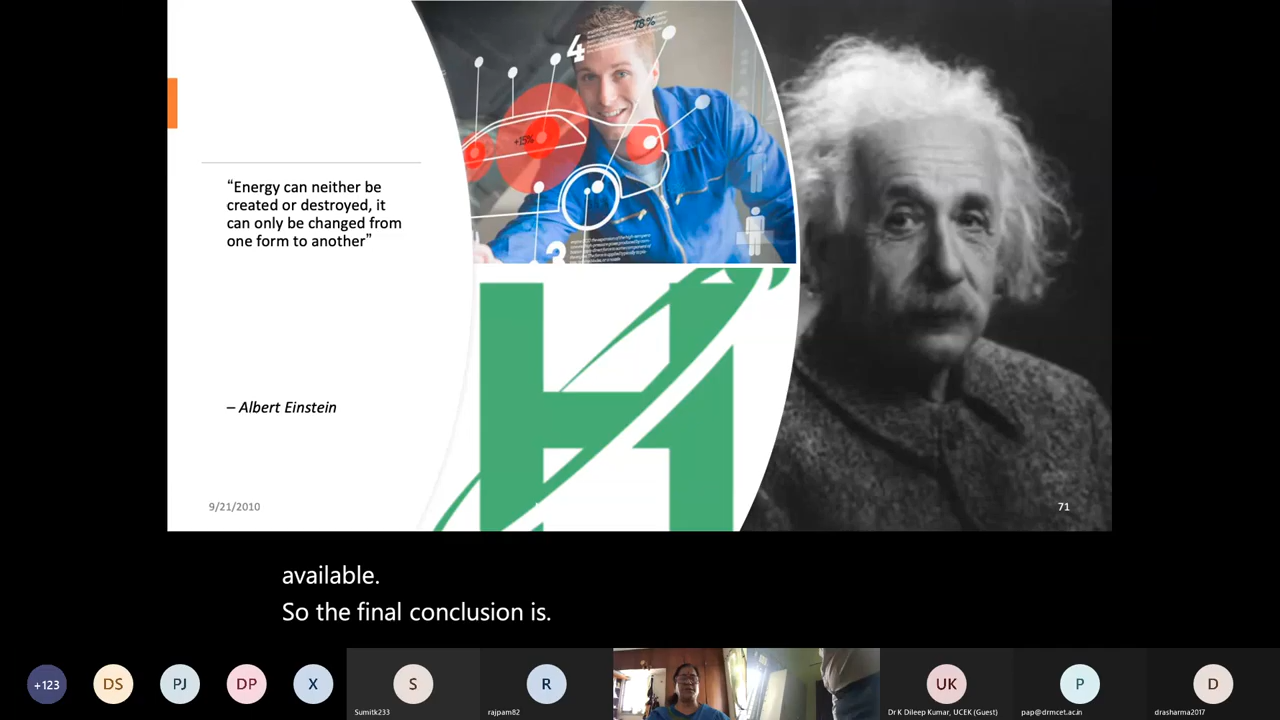 “Energy can neither be
created or destroyed, it
can only be changed from
one form to another”
– Albert Einstein
9/21/2010
4
78%
+15%
3
H
71
available.
So the final conclusion is.
+123
DS
PJ
DP
X
S
Sumitk233
R
rajpam82
UK
Dr K Dileep Kumar, UCEK (Guest)
P
pap@drmcet.ac.in
D
drasharma2017